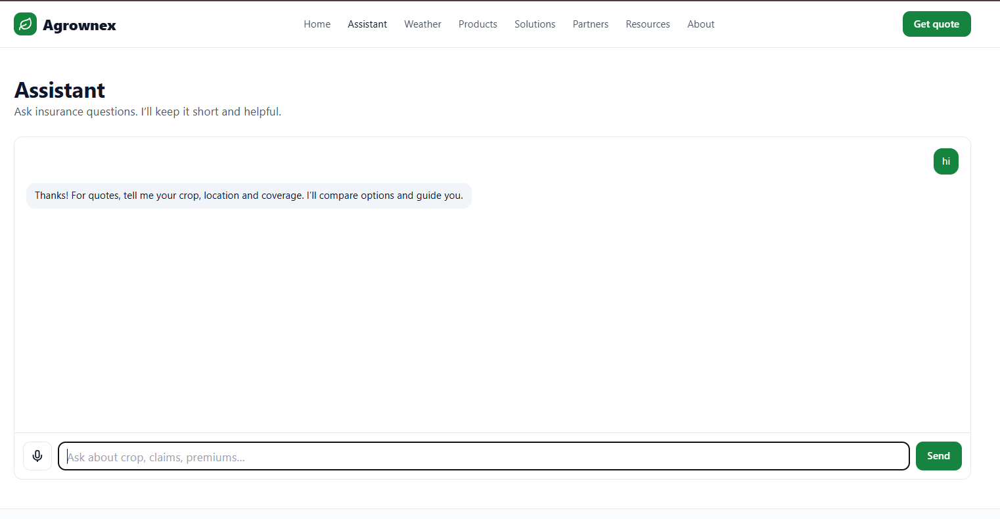 Agrownex
Home Assistant Weather Products Solutions Partners Resources About
Get quote
Assistant
Ask insurance questions. I’ll keep it short and helpful.
hi
Thanks! For quotes, tell me your crop, location and coverage. I’ll compare options and guide you.
Ask about crop, claims, premiums...
Send